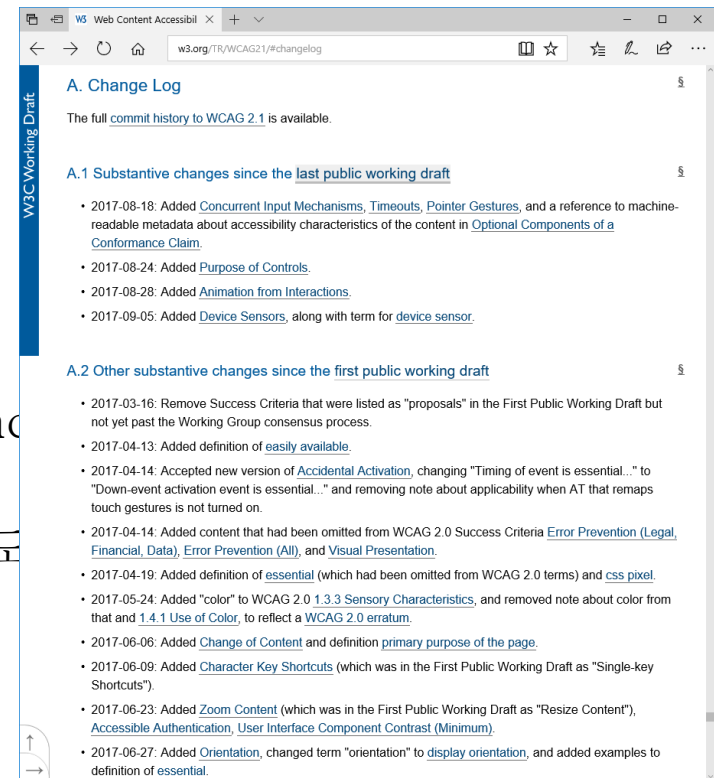 W3 Web Content Accessibil
w3.org/TR/WCAG21/#changelog
W3C Working Draft
A. Change Log §
The full commit history to WCAG 2.1 is available.
A.1 Substantive changes since the last public working draft §
• 2017-08-18: Added Concurrent Input Mechanisms, Timeouts, Pointer Gestures, and a reference to machine-
readable metadata about accessibility characteristics of the content in Optional Components of a
Conformance Claim.
• 2017-08-24: Added Purpose of Controls.
• 2017-08-28: Added Animation from Interactions.
• 2017-09-05: Added Device Sensors, along with term for device sensor.
A.2 Other substantive changes since the first public working draft §
• 2017-03-16: Remove Success Criteria that were listed as "proposals" in the First Public Working Draft but
not yet past the Working Group consensus process.
• 2017-04-13: Added definition of easily available.
• 2017-04-14: Accepted new version of Accidental Activation, changing "Timing of event is essential..." to
"Down-event activation event is essential..." and removing note about applicability when AT that remaps
touch gestures is not turned on.
• 2017-04-14: Added content that had been omitted from WCAG 2.0 Success Criteria Error Prevention (Legal,
Financial, Data), Error Prevention (All), and Visual Presentation.
• 2017-04-19: Added definition of essential (which had been omitted from WCAG 2.0 terms) and css pixel.
• 2017-05-24: Added "color" to WCAG 2.0 1.3.3 Sensory Characteristics, and removed note about color from
that and 1.4.1 Use of Color, to reflect a WCAG 2.0 erratum.
• 2017-06-06: Added Change of Content and definition primary purpose of the page.
• 2017-06-09: Added Character Key Shortcuts (which was in the First Public Working Draft as "Single-key
Shortcuts").
• 2017-06-23: Added Zoom Content (which was in the First Public Working Draft as "Resize Content"),
Accessible Authentication, User Interface Component Contrast (Minimum).
• 2017-06-27: Added Orientation, changed term "orientation" to display orientation, and added examples to
definition of essential.